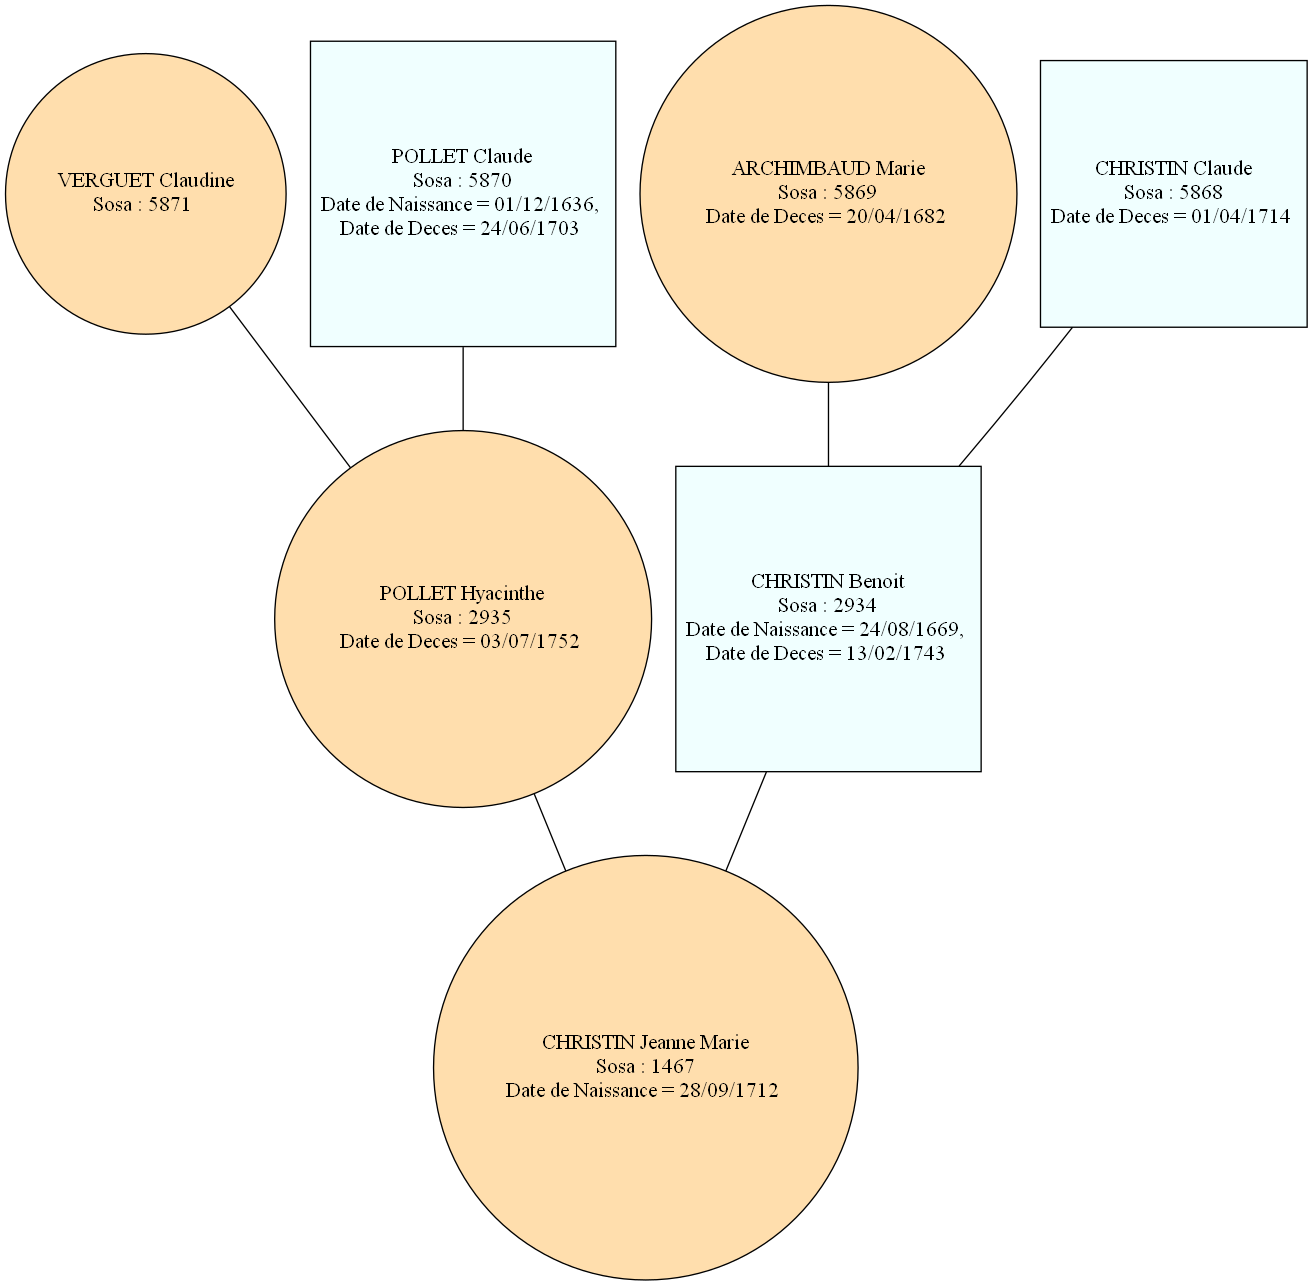 VERGUET Claudine
Sosa : 5871
POLLET Claude
Sosa : 5870
Date de Naissance = 01/12/1636,
Date de Deces = 24/06/1703
ARCHIMBAUD Marie
Sosa : 5869
Date de Deces = 20/04/1682
CHRISTIN Claude
Sosa : 5868
Date de Deces = 01/04/1714
POLLET Hyacinthe
Sosa : 2935
Date de Deces = 03/07/1752
CHRISTIN Benoit
Sosa : 2934
Date de Naissance = 24/08/1669,
Date de Deces = 13/02/1743
CHRISTIN Jeanne Marie
Sosa : 1467
Date de Naissance = 28/09/1712